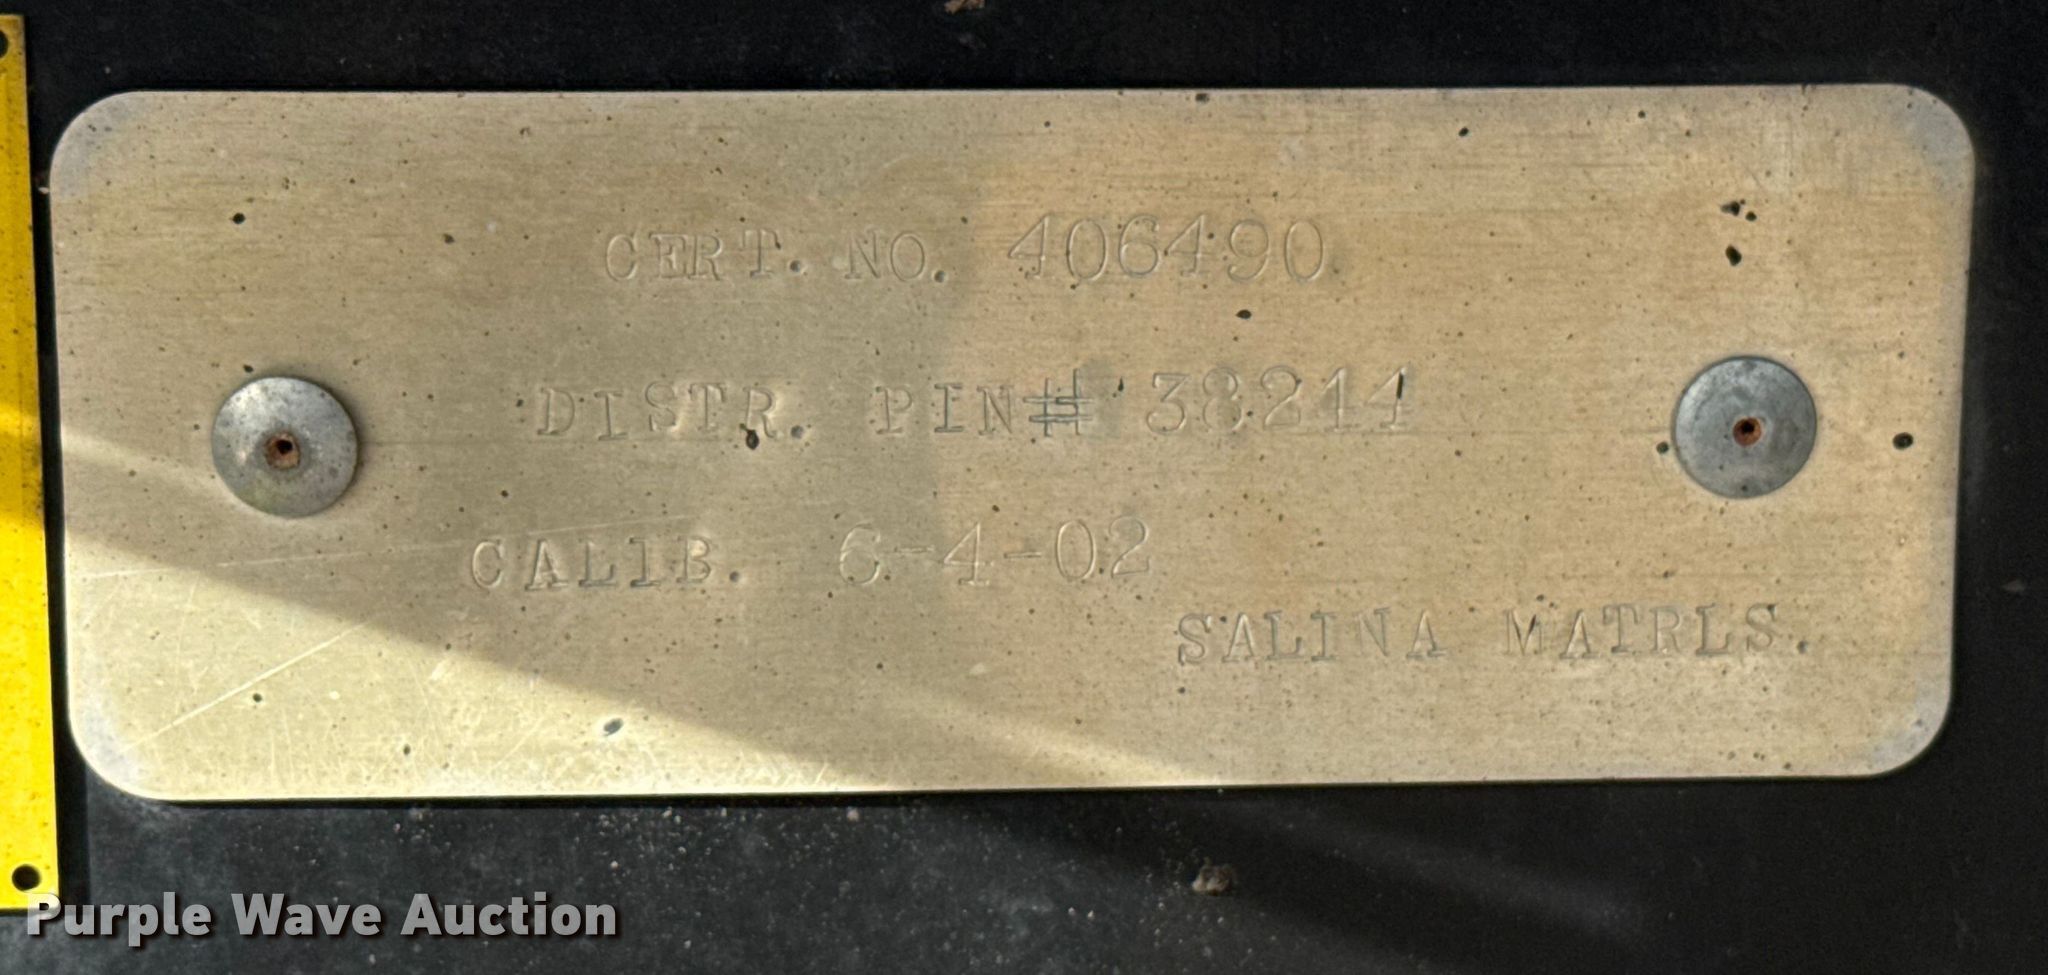 CERT. NO. 406490
DISTR. PIN# 38244
CALIB. 6-4-02
SALINA MATRLS.
Purple Wave Auction